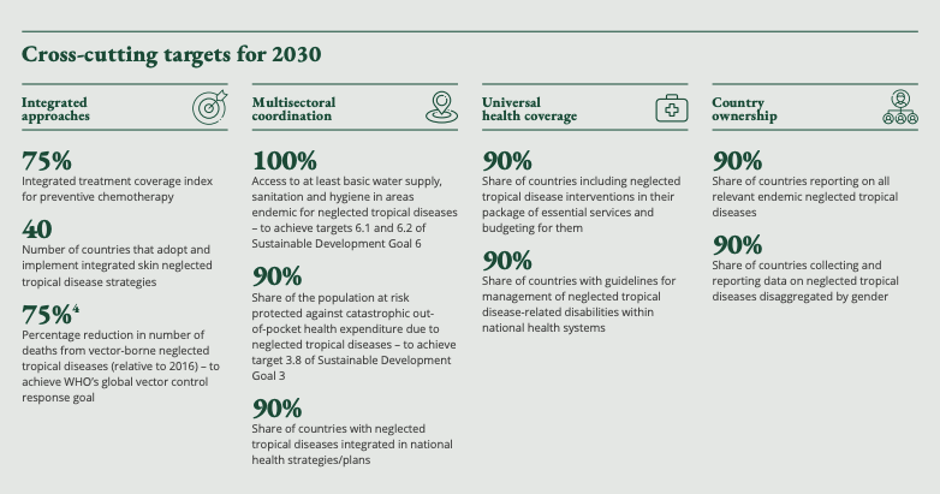 Cross-cutting targets for 2030
Integrated
approaches
75%
Integrated treatment coverage index
for preventive chemotherapy
40
Number of countries that adopt and
implement integrated skin neglected
tropical disease strategies
75%⁴
Percentage reduction in number of
deaths from vector-borne neglected
tropical diseases (relative to 2016) – to
achieve WHO's global vector control
response goal
Multisectoral
coordination
100%
Access to at least basic water supply,
sanitation and hygiene in areas
endemic for neglected tropical diseases
– to achieve targets 6.1 and 6.2 of
Sustainable Development Goal 6
90%
Share of the population at risk
protected against catastrophic out-
of-pocket health expenditure due to
neglected tropical diseases – to achieve
target 3.8 of Sustainable Development
Goal 3
90%
Share of countries with neglected
tropical diseases integrated in national
health strategies/plans
Universal
health coverage
90%
Share of countries including neglected
tropical disease interventions in their
package of essential services and
budgeting for them
90%
Share of countries with guidelines for
management of neglected tropical
disease-related disabilities within
national health systems
Country
ownership
90%
Share of countries reporting on all
relevant endemic neglected tropical
diseases
90%
Share of countries collecting and
reporting data on neglected tropical
diseases disaggregated by gender